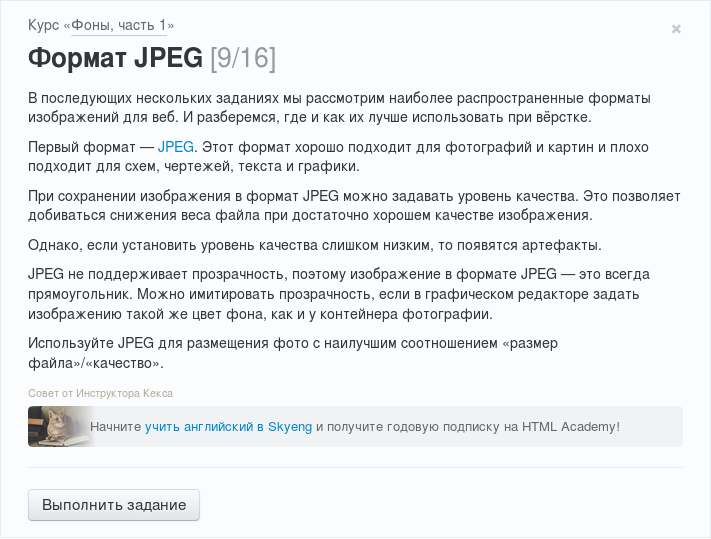 Курс «Фоны, часть 1»
×
Формат JPEG [9/16]
В последующих нескольких заданиях мы рассмотрим наиболее распространенные форматы
изображений для веб. И разберемся, где и как их лучше использовать при вёрстке.
Первый формат — JPEG. Этот формат хорошо подходит для фотографий и картин и плохо
подходит для схем, чертежей, текста и графики.
При сохранении изображения в формат JPEG можно задавать уровень качества. Это позволяет
добиваться снижения веса файла при достаточно хорошем качестве изображения.
Однако, если установить уровень качества слишком низким, то появятся артефакты.
JPEG не поддерживает прозрачность, поэтому изображение в формате JPEG — это всегда
прямоугольник. Можно имитировать прозрачность, если в графическом редакторе задать
изображению такой же цвет фона, как и у контейнера фотографии.
Используйте JPEG для размещения фото с наилучшим соотношением «размер
файла»/«качество».
Совет от Инструктора Кекса
Начните учить английский в Skyeng и получите годовую подписку на HTML Academy!
Выполнить задание